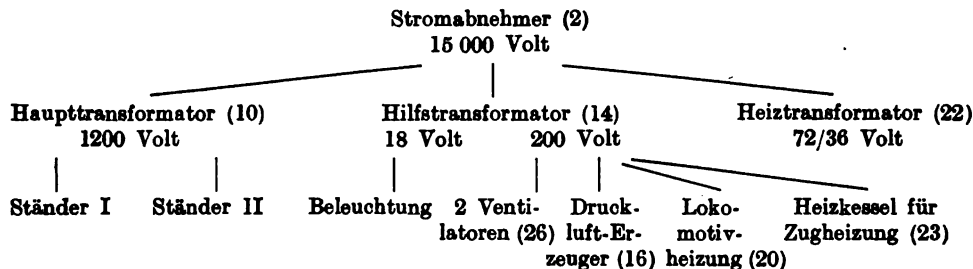 Stromabnehmer (2)
15 000 Volt
Haupttransformator (10) Hilfstransformator (14) Heiztransformator (22)
1200 Volt 18 Volt 200 Volt 72/36 Volt
Ständer I Ständer II Beleuchtung 2 Venti- Druck- Loko- Heizkessel für
latoren (26) luft-Er- motiv- Zugheizung (23)
zeuger (16) heizung (20)